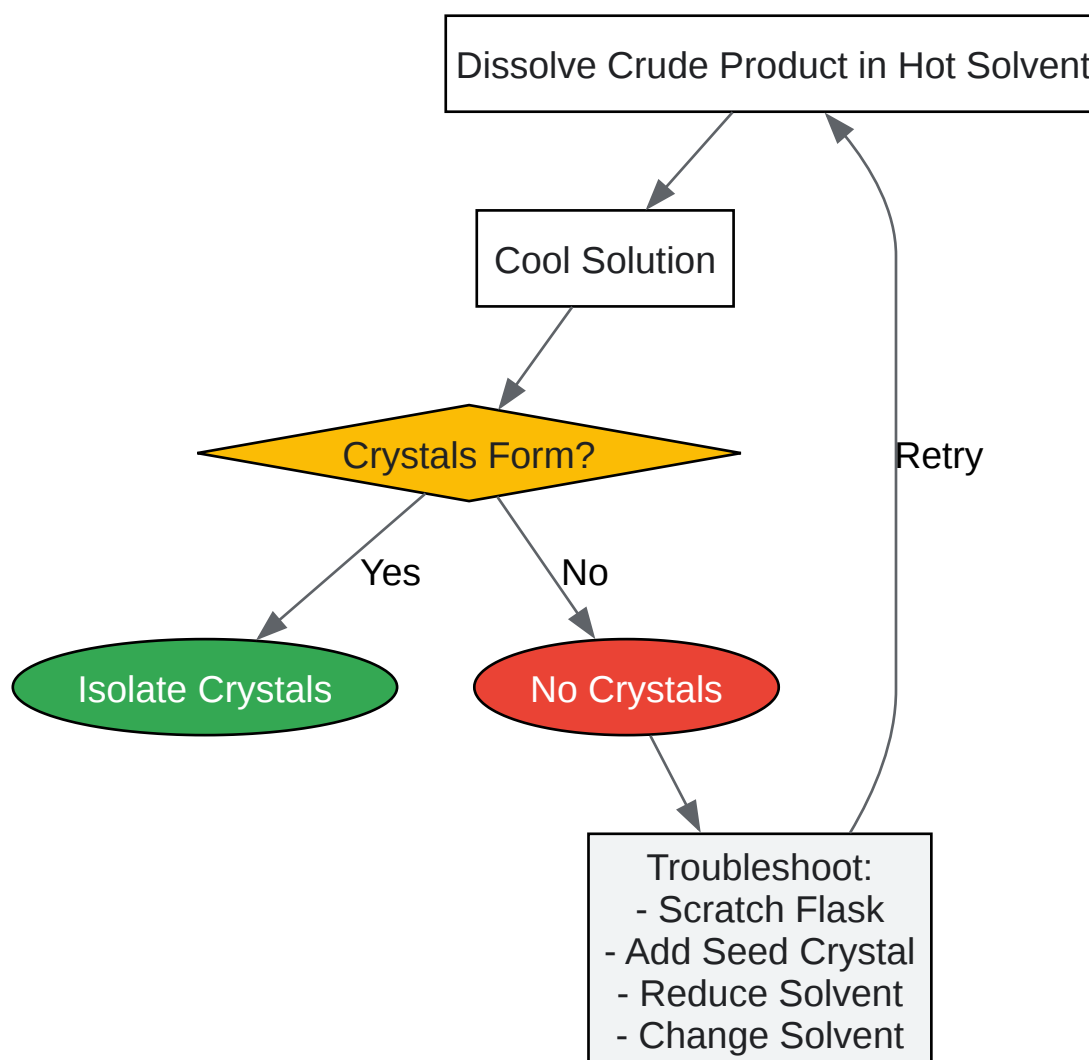 Dissolve Crude Product in Hot Solvent
Cool Solution
Crystals Form?
Retry
Yes
No
Isolate Crystals
No Crystals
Troubleshoot:
- Scratch Flask
- Add Seed Crystal
- Reduce Solvent
- Change Solvent